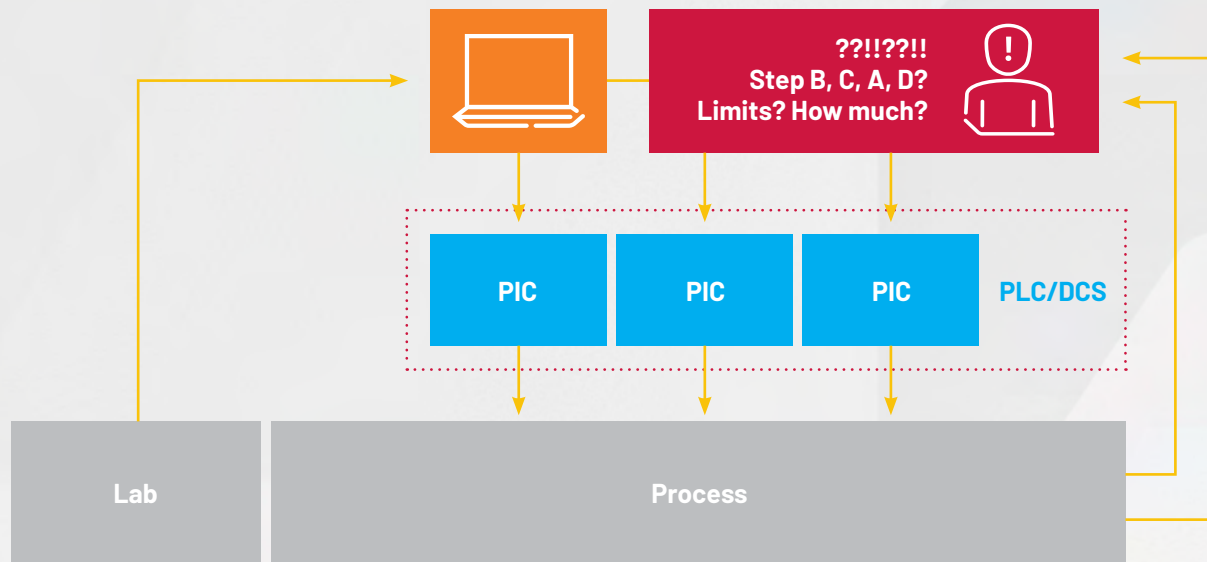 ??!!??!!
Step B, C, A, D?
Limits? How much?
!
PIC
PIC
PIC
PLC/DCS
Lab
Process